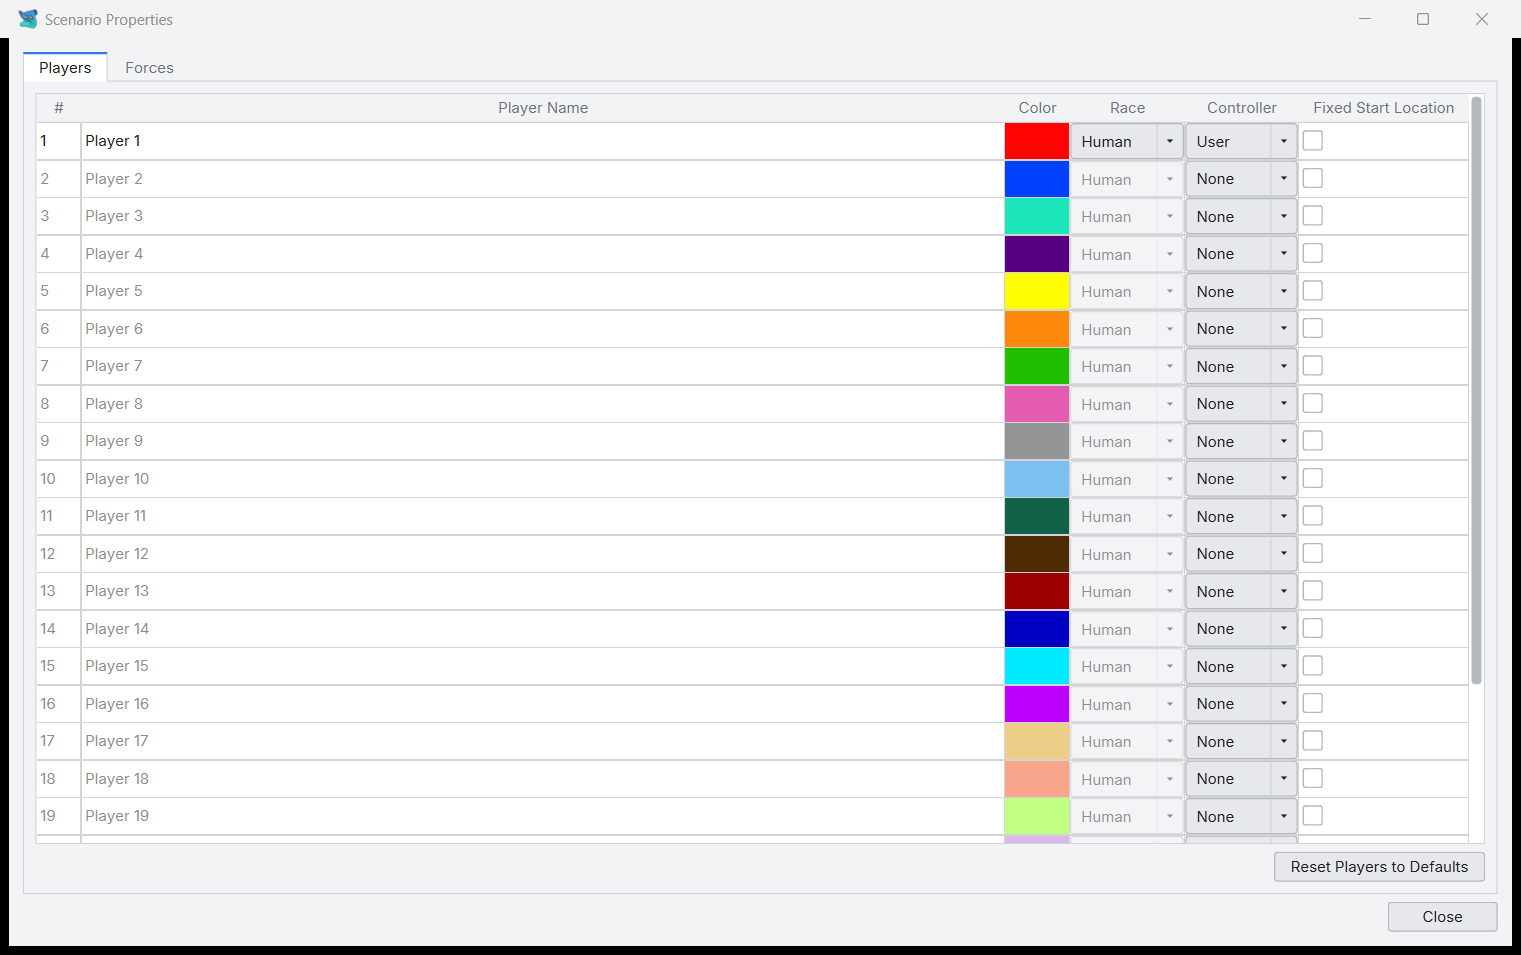 Scenario Properties
Players Forces
# Player Name Color Race Controller Fixed Start Location
1 Player 1 Human User
2 Player 2 Human None
3 Player 3 Human None
4 Player 4 Human None
5 Player 5 Human None
6 Player 6 Human None
7 Player 7 Human None
8 Player 8 Human None
9 Player 9 Human None
10 Player 10 Human None
11 Player 11 Human None
12 Player 12 Human None
13 Player 13 Human None
14 Player 14 Human None
15 Player 15 Human None
16 Player 16 Human None
17 Player 17 Human None
18 Player 18 Human None
19 Player 19 Human None
Reset Players to Defaults
Close